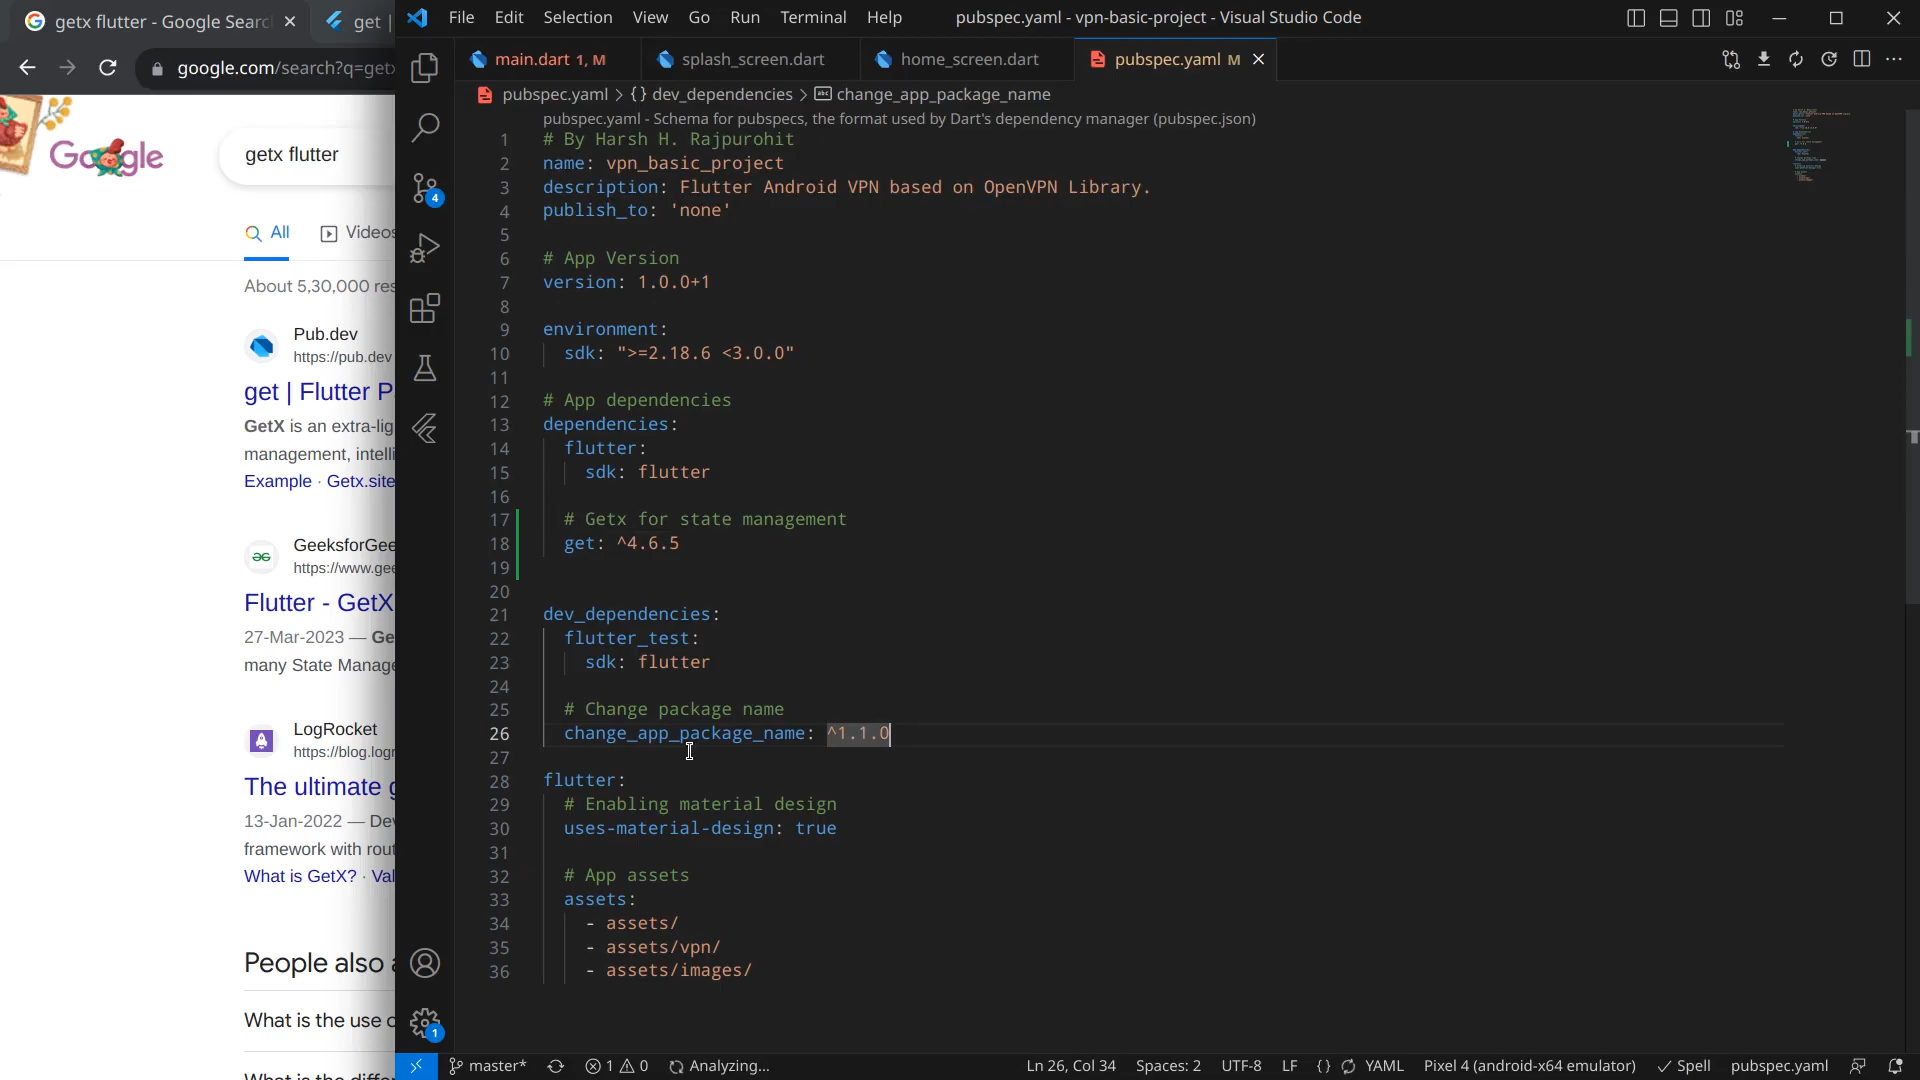 getx flutter - Google Searc
get |
File Edit Selection View Go Run Terminal Help
pubspec.yaml - vpn-basic-project - Visual Studio Code
google.com/search?q=getx
main.dart 1, M
splash_screen.dart
home_screen.dart
pubspec.yaml M
pubspec.yaml > {} dev_dependencies > change_app_package_name
pubspec.yaml - Schema for pubspecs, the format used by Dart's dependency manager (pubspec.json)
Google
getx flutter
All
Videos
About 5,30,000 res
Pub.dev
https://pub.dev
get | Flutter P
GetX is an extra-lig
management, intelli
Example · Getx.site
GeeksforGee
https://www.gee
Flutter - GetX
27-Mar-2023 — Ge
many State Manage
LogRocket
https://blog.logr
The ultimate g
13-Jan-2022 — Dev
framework with rout
What is GetX? · Val
People also a
What is the use o
What is the diffe
1 # By Harsh H. Rajpurohit
2 name: vpn_basic_project
3 description: Flutter Android VPN based on OpenVPN Library.
4 publish_to: 'none'
5
6 # App Version
7 version: 1.0.0+1
8
9 environment:
10 sdk: ">=2.18.6 <3.0.0"
11
12 # App dependencies
13 dependencies:
14 flutter:
15 sdk: flutter
16
17 # Getx for state management
18 get: ^4.6.5
19
20
21 dev_dependencies:
22 flutter_test:
23 sdk: flutter
24
25 # Change package name
26 change_app_package_name: ^1.1.0
27
28 flutter:
29 # Enabling material design
30 uses-material-design: true
31
32 # App assets
33 assets:
34 - assets/
35 - assets/vpn/
36 - assets/images/
4
1
master* 1 0 Analyzing... Ln 26, Col 34 Spaces: 2 UTF-8 LF {} YAML Pixel 4 (android-x64 emulator) Spell pubspec.yaml